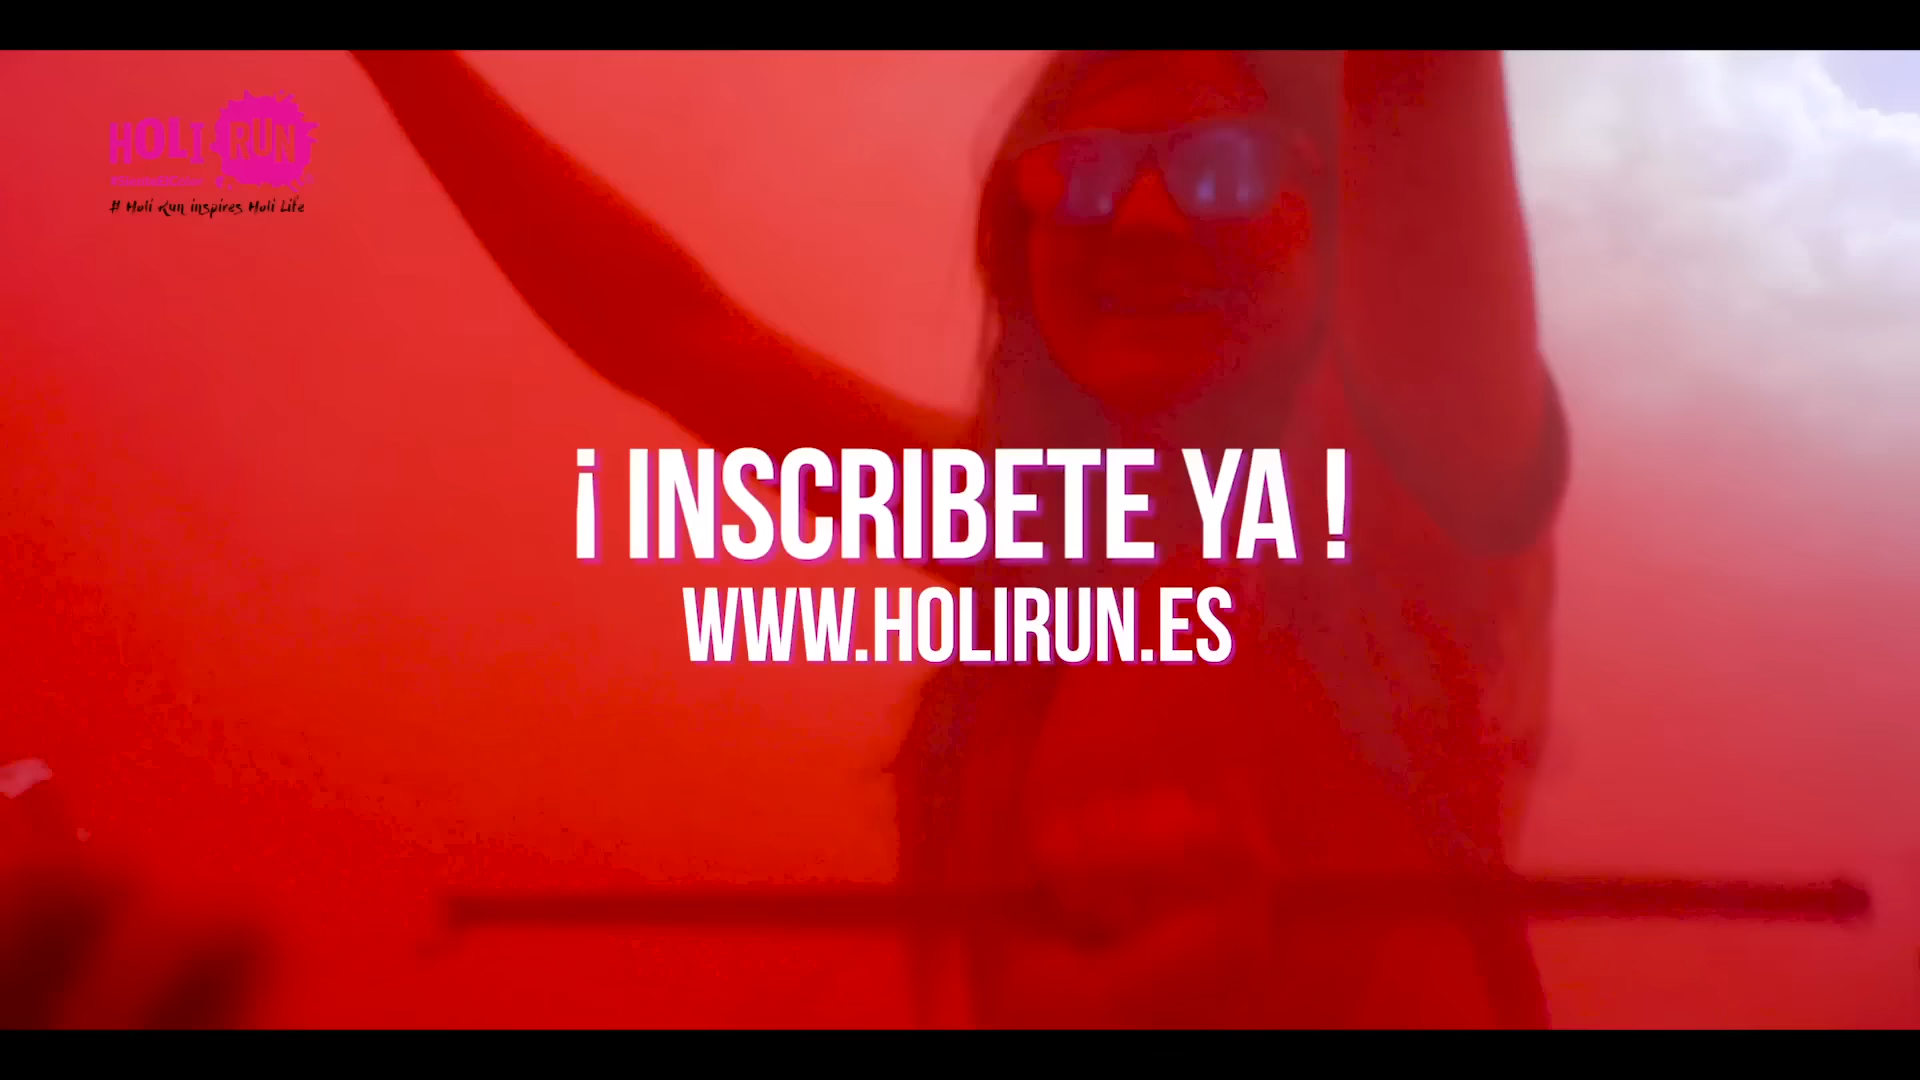 HOLI RUN
# Holi Run inspires Holi Life
¡ INSCRIBETE YA !
WWW.HOLIRUN.ES